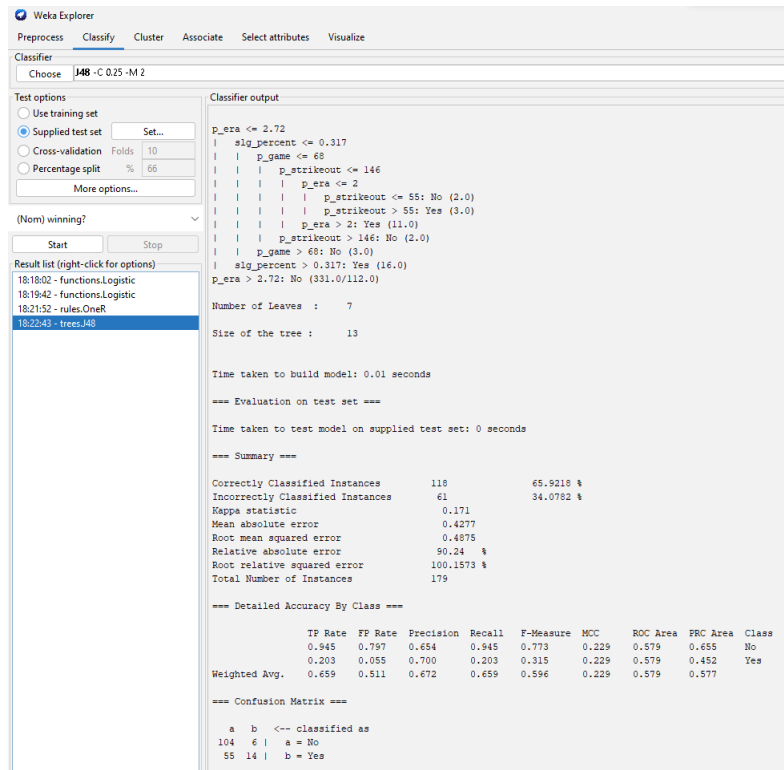 Weka Explorer
Preprocess Classify Cluster Associate Select attributes Visualize
Classifier
Choose J48 -C 0.25 -M 2
Test options
Use training set
Supplied test set Set...
Cross-validation Folds 10
Percentage split % 66
More options...
(Nom) winning?
Start Stop
Result list (right-click for options)
18:18:02 - functions.Logistic
18:19:42 - functions.Logistic
18:21:52 - rules.OneR
18:22:43 - trees.J48
Classifier output
p_era <= 2.72
| slg_percent <= 0.317
| | p_game <= 68
| | | p_strikeout <= 146
| | | | p_era <= 2
| | | | | p_strikeout <= 55: No (2.0)
| | | | | p_strikeout > 55: Yes (3.0)
| | | | p_era > 2: Yes (11.0)
| | | p_strikeout > 146: No (2.0)
| | p_game > 68: No (3.0)
| slg_percent > 0.317: Yes (16.0)
p_era > 2.72: No (331.0/112.0)
Number of Leaves : 7
Size of the tree : 13
Time taken to build model: 0.01 seconds
=== Evaluation on test set ===
Time taken to test model on supplied test set: 0 seconds
=== Summary ===
Correctly Classified Instances 118 65.9218 %
Incorrectly Classified Instances 61 34.0782 %
Kappa statistic 0.171
Mean absolute error 0.4277
Root mean squared error 0.4875
Relative absolute error 90.24 %
Root relative squared error 100.1573 %
Total Number of Instances 179
=== Detailed Accuracy By Class ===
TP Rate FP Rate Precision Recall F-Measure MCC ROC Area PRC Area Class
0.945 0.797 0.654 0.945 0.773 0.229 0.579 0.655 No
0.203 0.055 0.700 0.203 0.315 0.229 0.579 0.452 Yes
Weighted Avg. 0.659 0.511 0.672 0.659 0.596 0.229 0.579 0.577
=== Confusion Matrix ===
a b <-- classified as
104 6 | a = No
55 14 | b = Yes